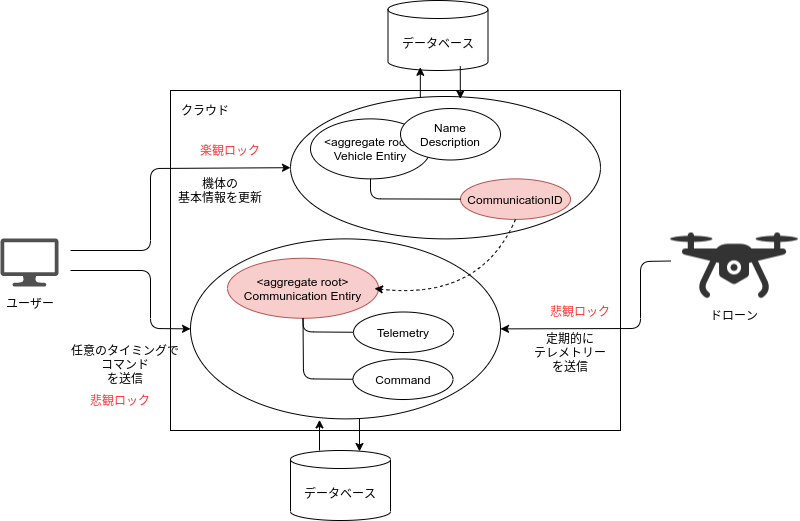 データベース
クラウド
楽観ロック
機体の
基本情報を更新
<aggregate roo
Vehicle Entiry
Name
Description
CommunicationID
ユーザー
<aggregate root>
Communication Entiry
Telemetry
Command
任意のタイミングで
コマンド
を送信
悲観ロック
悲観ロック
定期的に
テレメトリー
を送信
ドローン
データベース